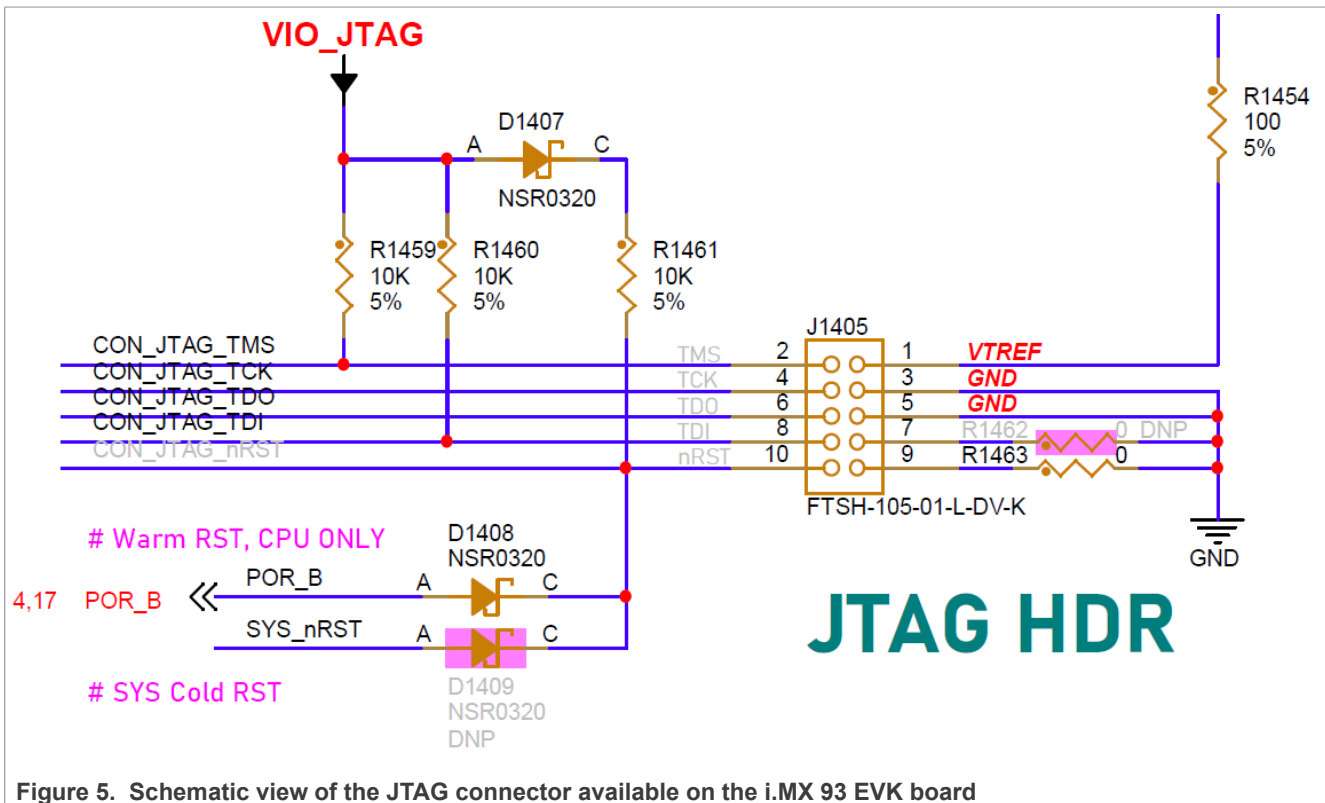 VIO_JTAG
R1454
100
5%
D1407
A C
NSR0320
R1459
10K
5%
R1460
10K
5%
R1461
10K
5%
J1405
CON_JTAG_TMS TMS 2 1 VTREF
CON_JTAG_TCK TCK 4 3 GND
CON_JTAG_TDO TDO 6 5 GND
CON_JTAG_TDI TDI 8 7 R1462 0 DNP
CON_JTAG_nRST nRST 10 9 R1463 0
FTSH-105-01-L-DV-K
GND
# Warm RST, CPU ONLY
D1408
NSR0320
4,17 POR_B POR_B A C
SYS_nRST A C
# SYS Cold RST
D1409
NSR0320
DNP
JTAG HDR
Figure 5. Schematic view of the JTAG connector available on the i.MX 93 EVK board